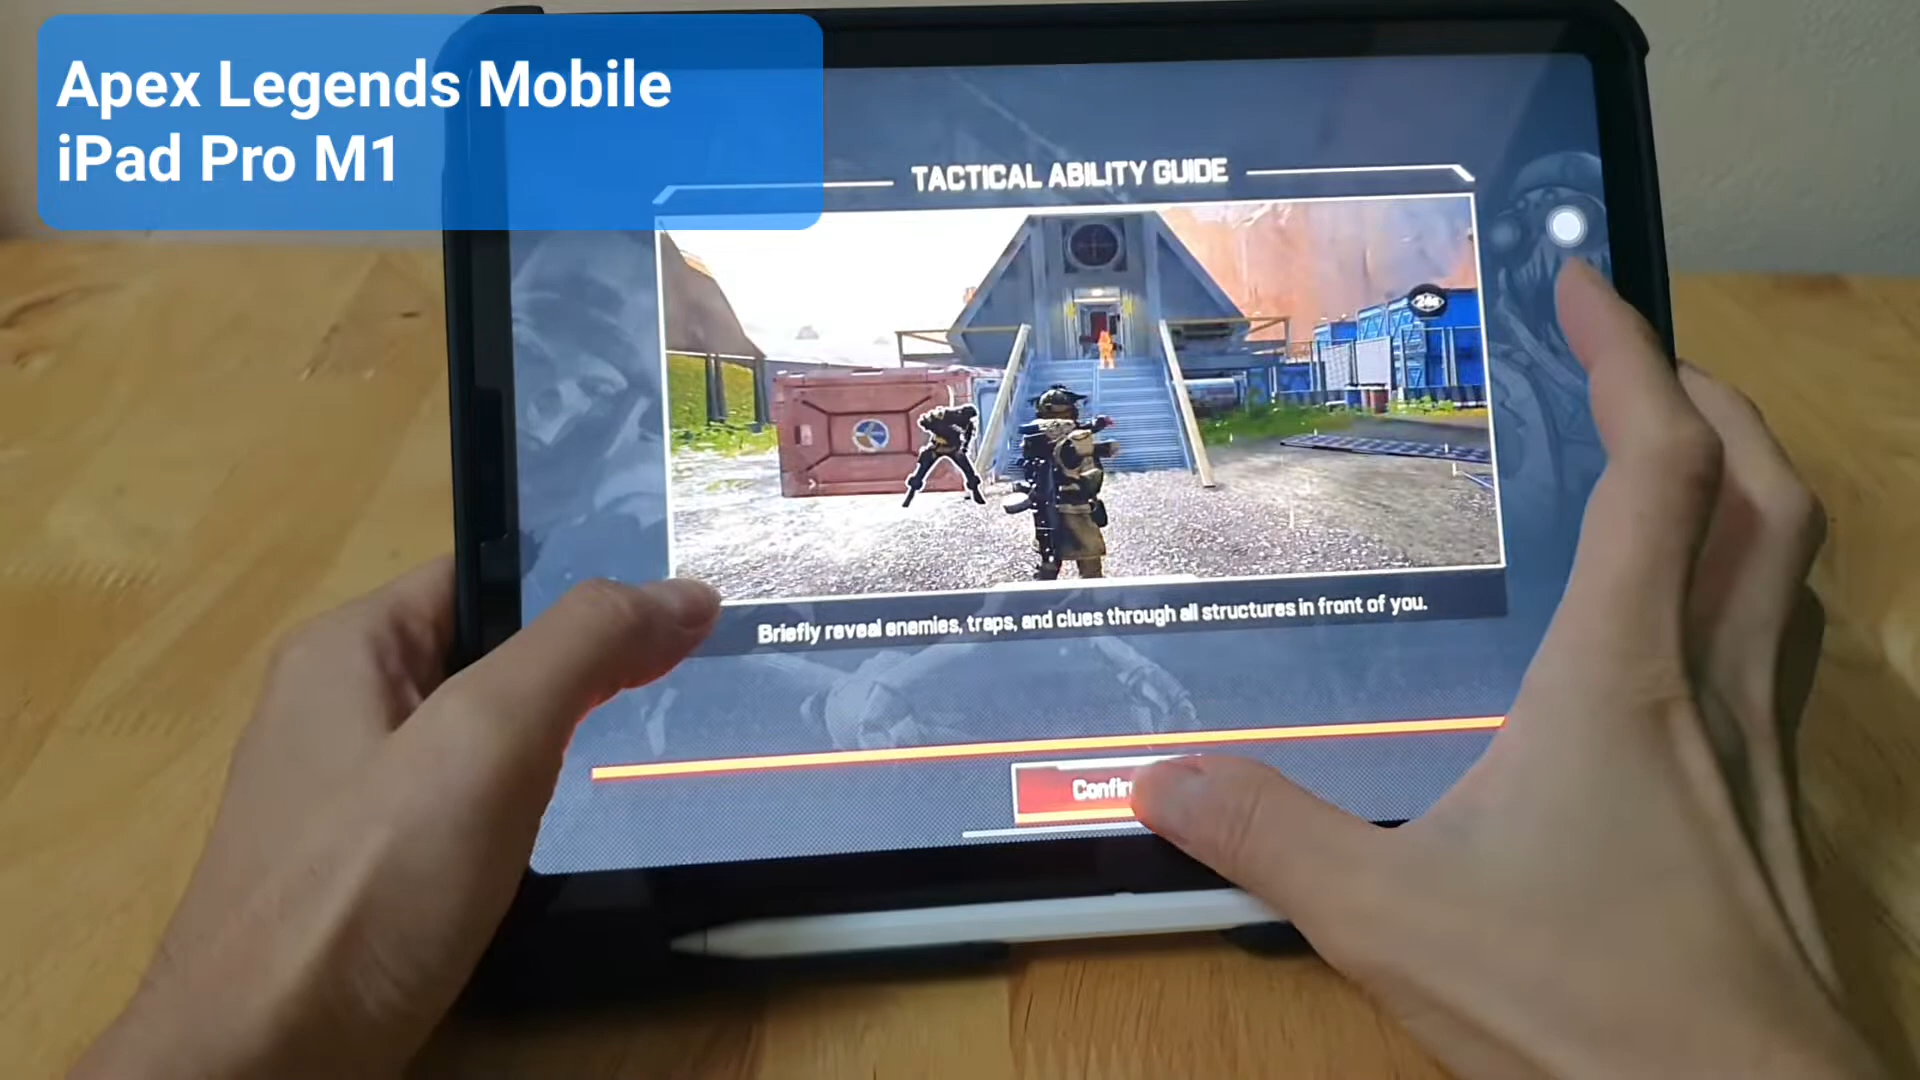 Apex Legends Mobile
iPad Pro M1
TACTICAL ABILITY GUIDE
Briefly reveal enemies, traps, and clues through all structures in front of you.